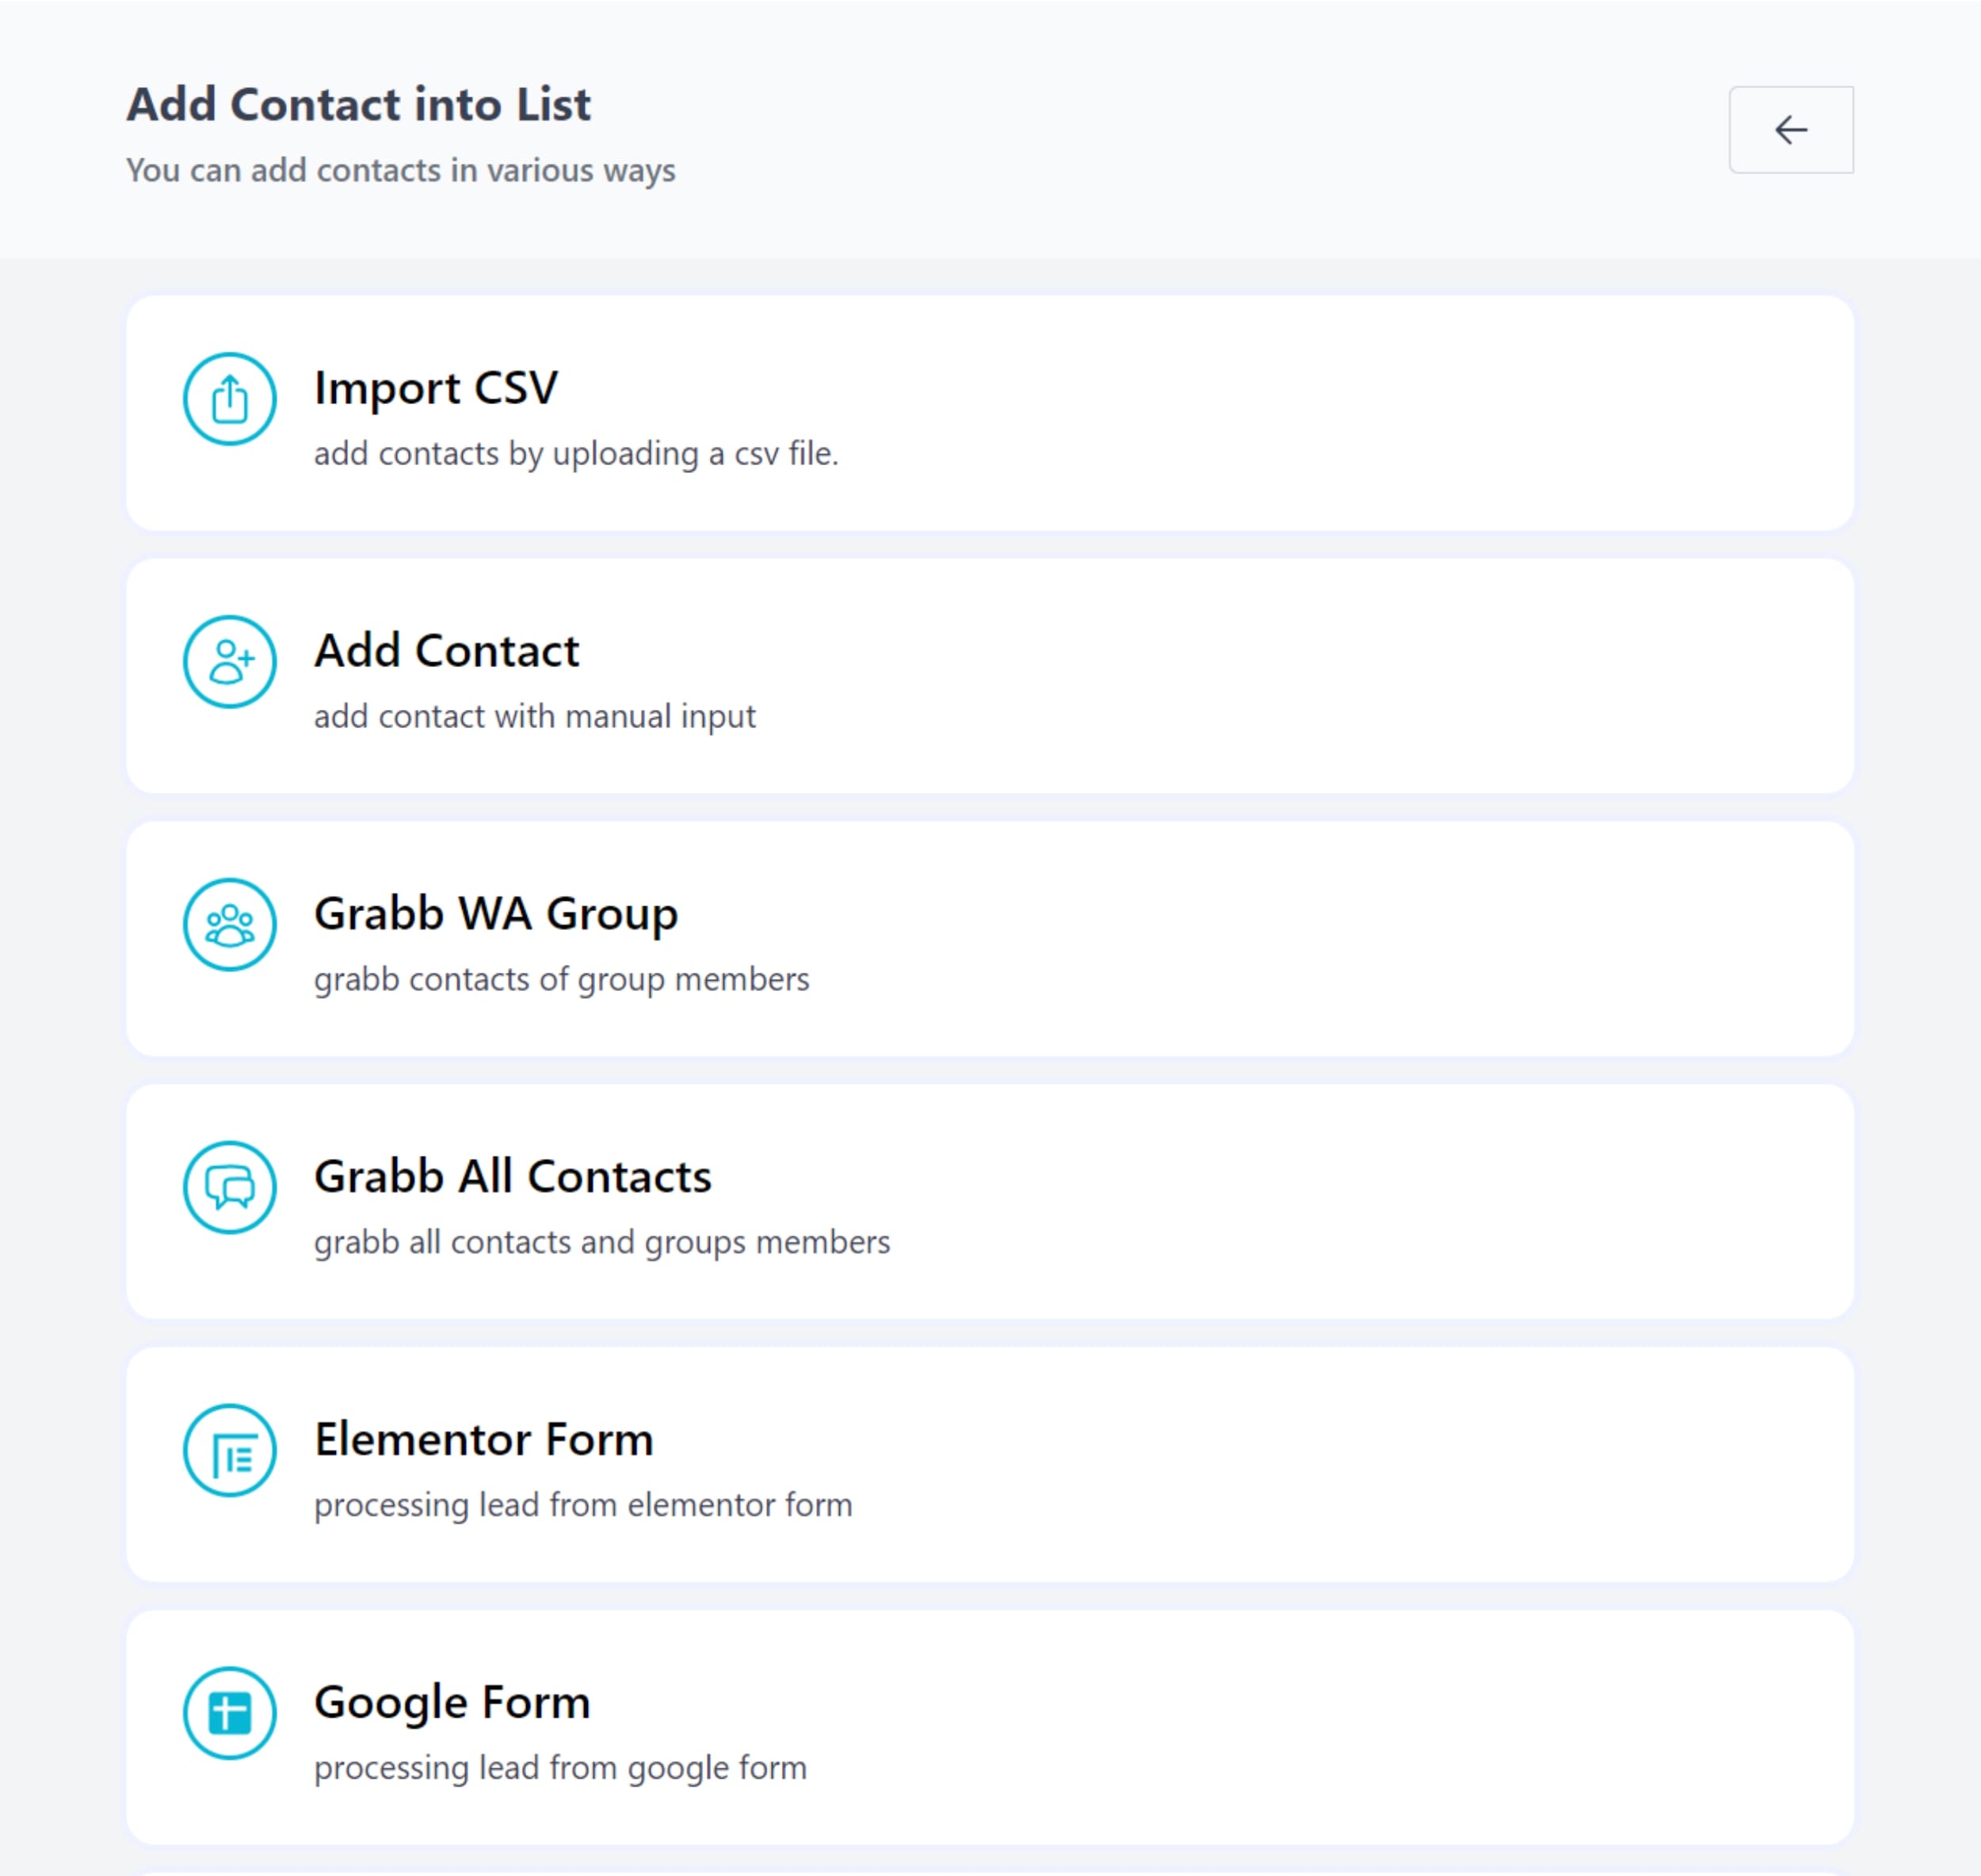 Add Contact into List
You can add contacts in various ways
Import CSV
add contacts by uploading a csv file.
Add Contact
add contact with manual input
Grabb WA Group
grabb contacts of group members
Grabb All Contacts
grabb all contacts and groups members
Elementor Form
processing lead from elementor form
Google Form
processing lead from google form